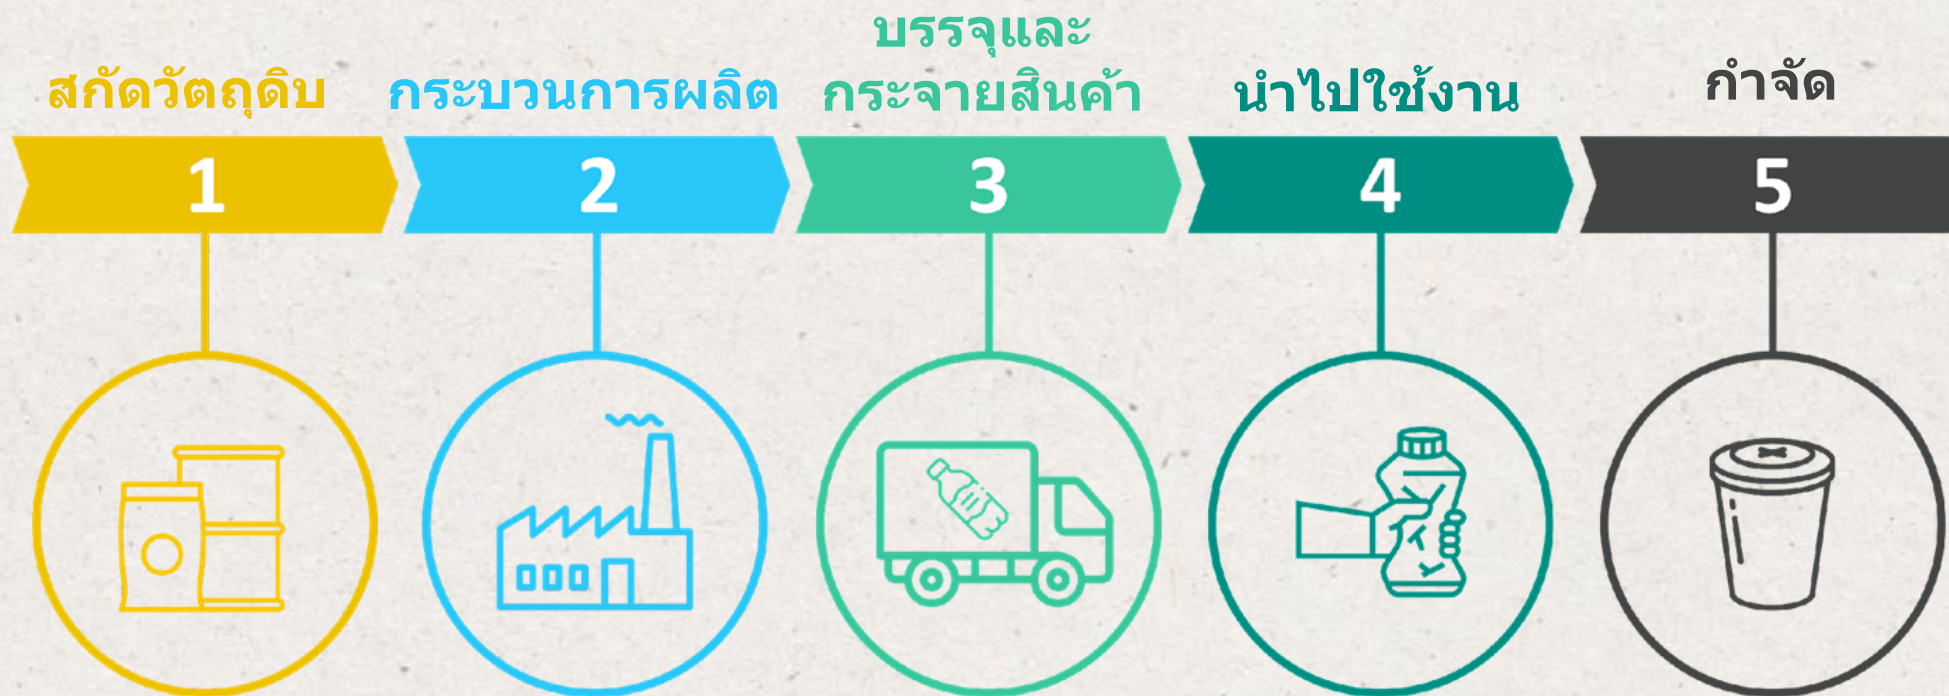 สกัดวัตถุดิบ
1
กระบวนการผลิต
2
บรรจุและ
กระจายสินค้า
3
นำไปใช้งาน
4
กำจัด
5